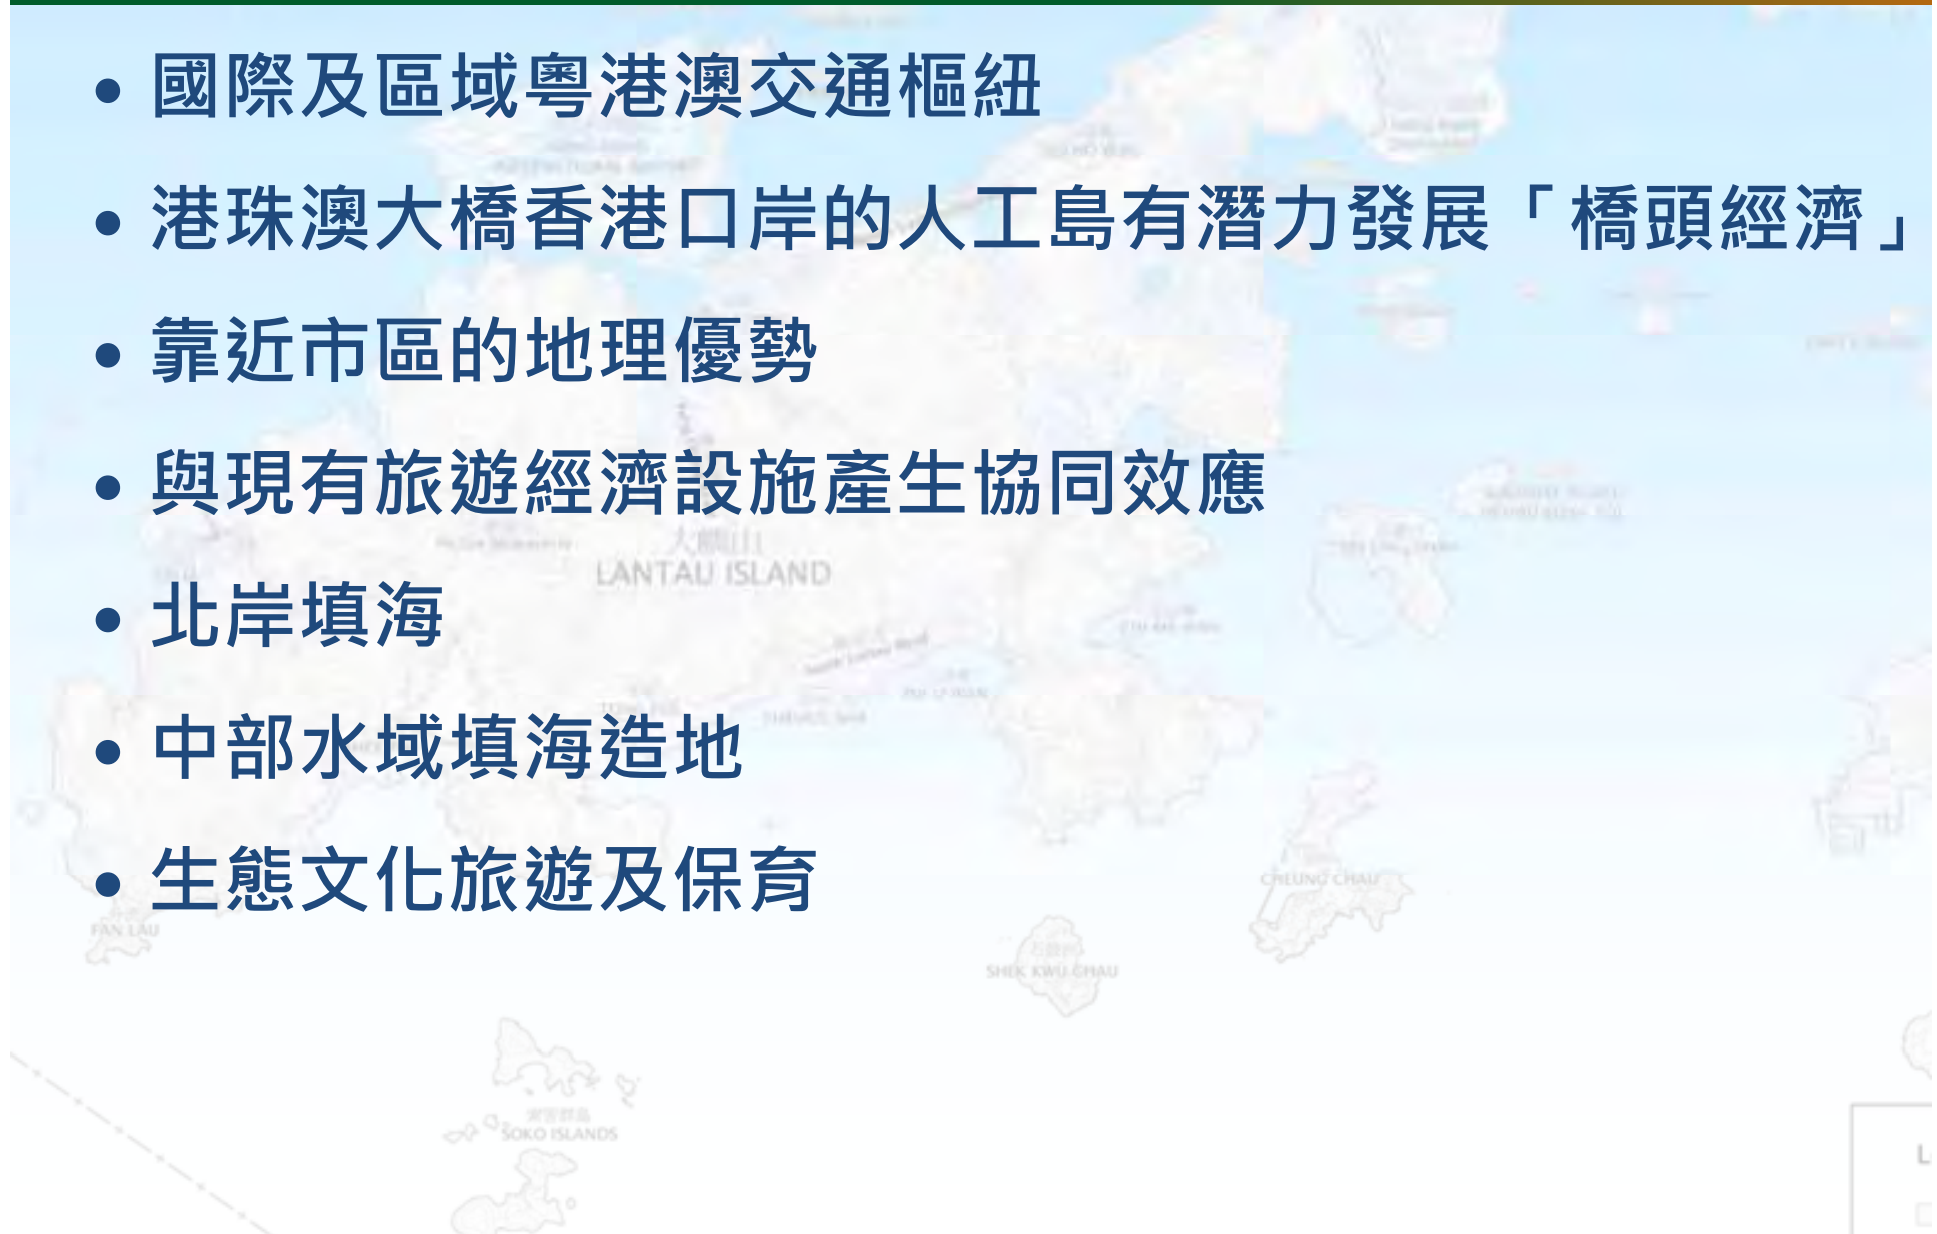 • 國際及區域粵港澳交通樞紐
• 港珠澳大橋香港口岸的人工島有潛力發展「橋頭經濟」
• 靠近市區的地理優勢
• 與現有旅遊經濟設施產生協同效應
大嶼山
LANTAU ISLAND
• 北岸填海
• 中部水域填海造地
• 生態文化旅遊及保育
CHEUNG CHAU
FAN LAU
SHEK KWU CHAU
SOKO ISLANDS